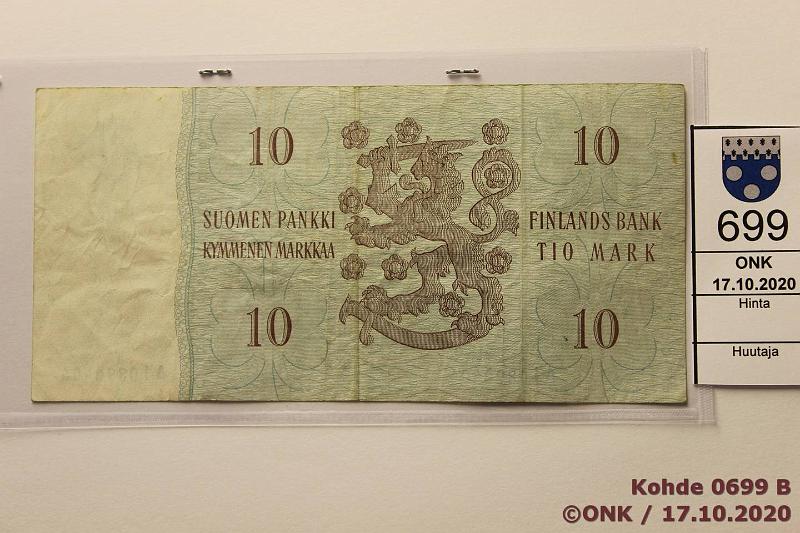 10
10
SUOMEN PANKKI
KYMMENEN MARKKAA
FINLANDS BANK
TIO MARK
10
10
699
ONK
17.10.2020
Hinta
Huutaja
Kohde 0699 B
©ONK / 17.10.2020